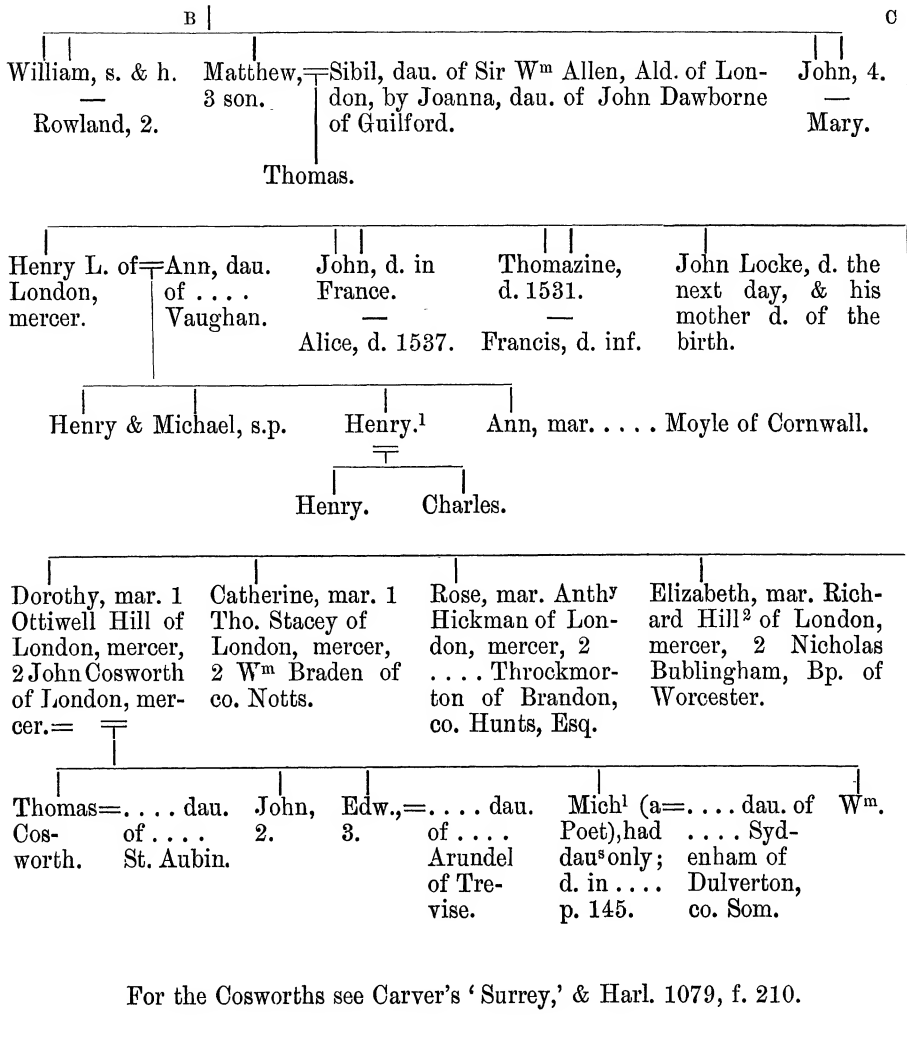 B C
William, s. & h.
—
Rowland, 2.
Matthew,
3 son.
Sibil, dau. of Sir Wᵐ Allen, Ald. of Lon-
don, by Joanna, dau. of John Dawborne
of Guilford.
John, 4.
—
Mary.
Thomas.
Henry L. of
London,
mercer.
Ann, dau.
of . . . .
Vaughan.
John, d. in
France.
—
Alice, d. 1537.
Thomazine,
d. 1531.
—
Francis, d. inf.
John Locke, d. the
next day, & his
mother d. of the
birth.
Henry & Michael, s.p.
Henry.¹
Ann, mar. . . . . Moyle of Cornwall.
Henry.
Charles.
Dorothy, mar. 1
Ottiwell Hill of
London, mercer,
2 John Cosworth
of London, mer-
cer.=
Catherine, mar. 1
Tho. Stacey of
London, mercer,
2 Wᵐ Braden of
co. Notts.
Rose, mar. Anthʸ
Hickman of Lon-
don, mercer, 2
. . . . Throckmor-
ton of Brandon,
co. Hunts, Esq.
Elizabeth, mar. Rich-
ard Hill² of London,
mercer, 2 Nicholas
Bublingham, Bp. of
Worcester.
Thomas=. . . . dau.
Cos- of . . . .
worth. St. Aubin.
John,
2.
Edw.,=. . . . dau.
3. of . . . .
Arundel
of Tre-
vise.
Michˡ (a=. . . . dau. of
Poet), had . . . . Syd-
dauˢ only; enham of
d. in . . . . Dulverton,
p. 145. co. Som.
Wᵐ.
For the Cosworths see Carver's ‘Surrey,’ & Harl. 1079, f. 210.